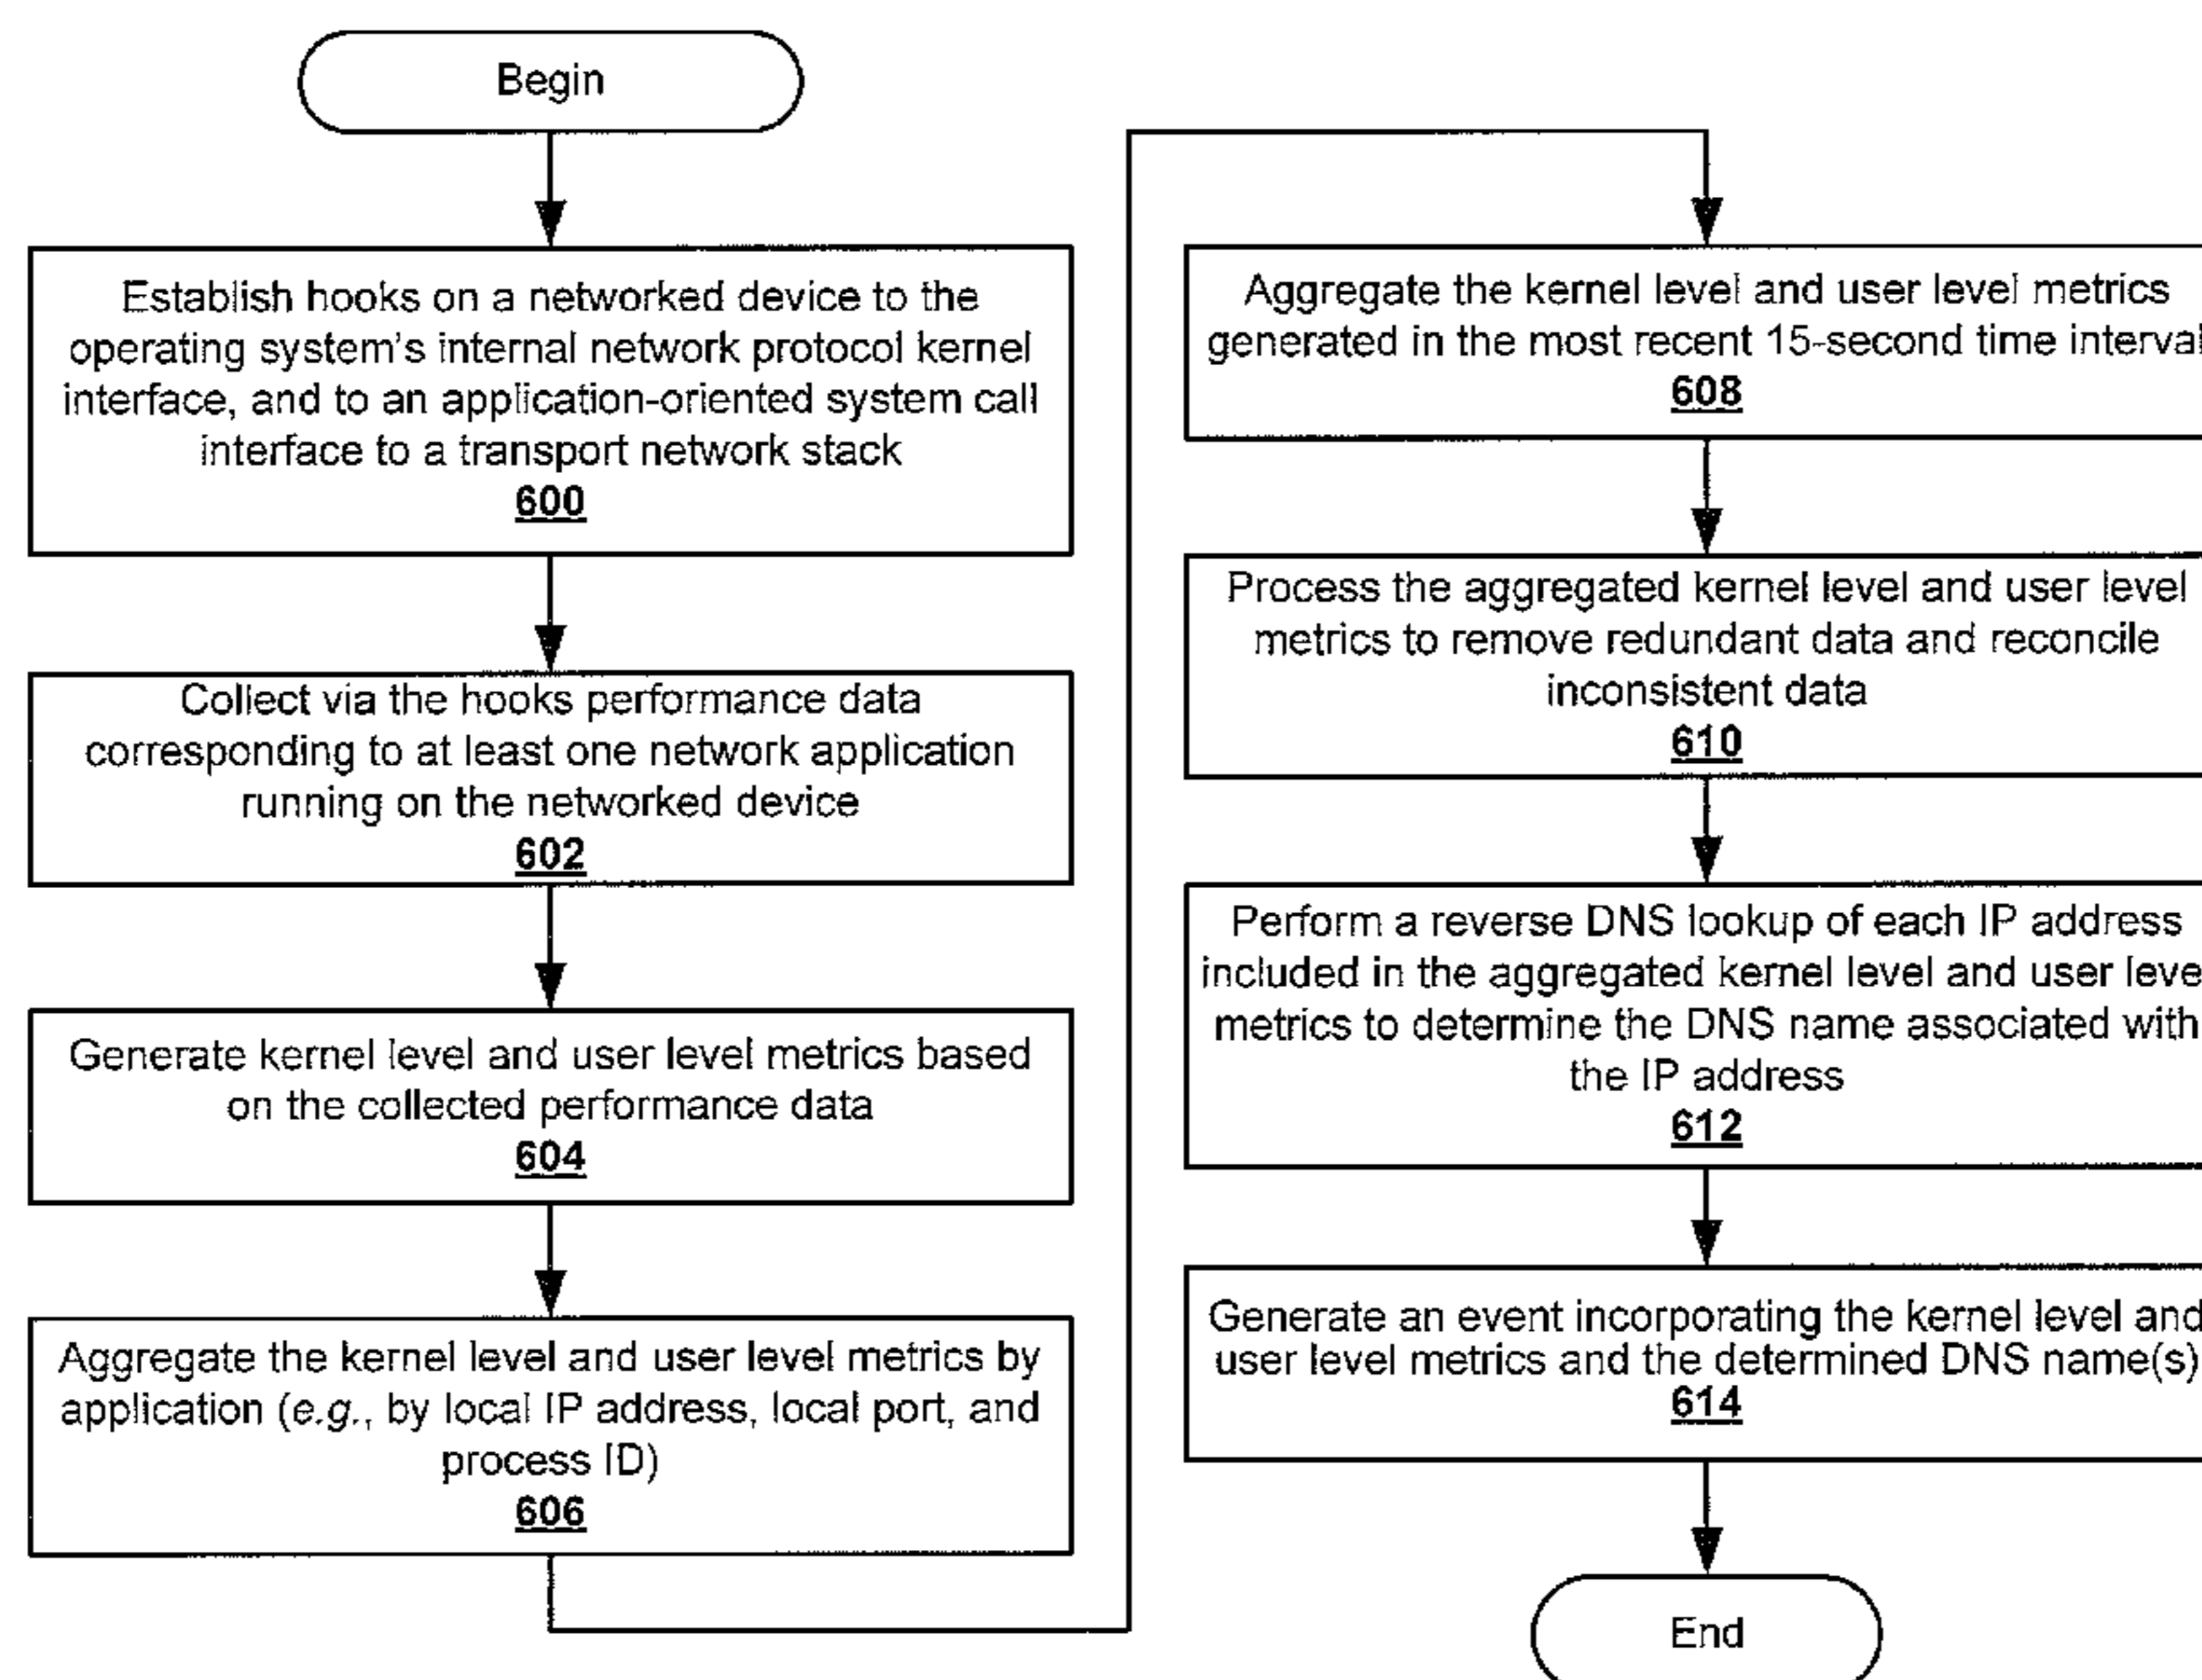 Begin
Establish hooks on a networked device to the
operating system's internal network protocol kernel
interface, and to an application-oriented system call
interface to a transport network stack
600
Collect via the hooks performance data
corresponding to at least one network application
running on the networked device
602
Generate kernel level and user level metrics based
on the collected performance data
604
Aggregate the kernel level and user level metrics by
application (e.g., by local IP address, local port, and
process ID)
606
Aggregate the kernel level and user level metrics
generated in the most recent 15-second time interval
608
Process the aggregated kernel level and user level
metrics to remove redundant data and reconcile
inconsistent data
610
Perform a reverse DNS lookup of each IP address
included in the aggregated kernel level and user leve
metrics to determine the DNS name associated with
the IP address
612
Generate an event incorporating the kernel level and
user level metrics and the determined DNS name(s)
614
End